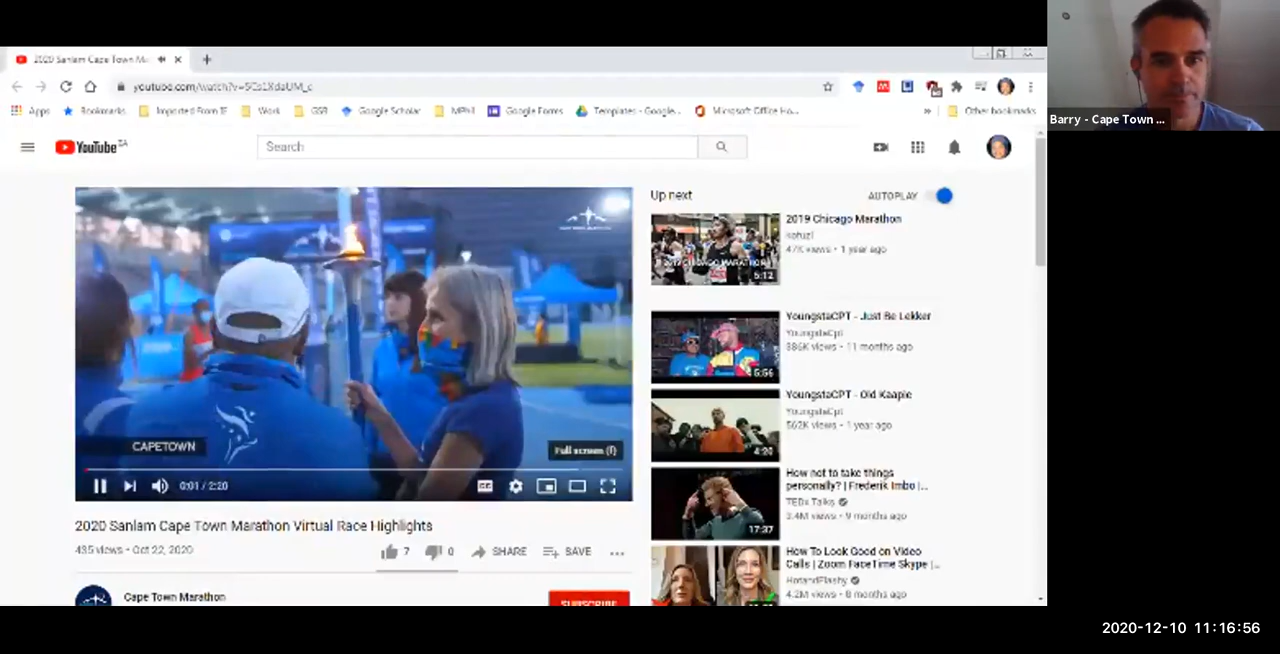 2020 Sanlam Cape Town Ma
youtube.com/watch?v=
Apps
Bookmarks
Imported From IE
Work
GSB
Google Scholar
MPhil
Google Forms
Templates - Google...
Microsoft Office Ho...
»
Other bookmarks
YouTube ZA
Search
CAPETOWN
Full screen (f)
0:01 / 2:20
2020 Sanlam Cape Town Marathon Virtual Race Highlights
435 views • Oct 22, 2020
7
0
SHARE
SAVE
Cape Town Marathon
SUBSCRIBE
Up next
AUTOPLAY
5:12
2019 Chicago Marathon
kofuzi
47K views • 1 year ago
5:56
YoungstaCPT - Just Be Lekker
YoungstaCpt
386K views • 11 months ago
4:20
YoungstaCPT - Old Kaapie
YoungstaCpt
562K views • 1 year ago
17:37
How not to take things
personally? | Frederik Imbo |...
TEDx Talks
3.4M views • 9 months ago
How To Look Good on Video
Calls | Zoom FaceTime Skype |...
HotandFlashy
4.2M views • 8 months ago
Barry - Cape Town ...
2020-12-10 11:16:56